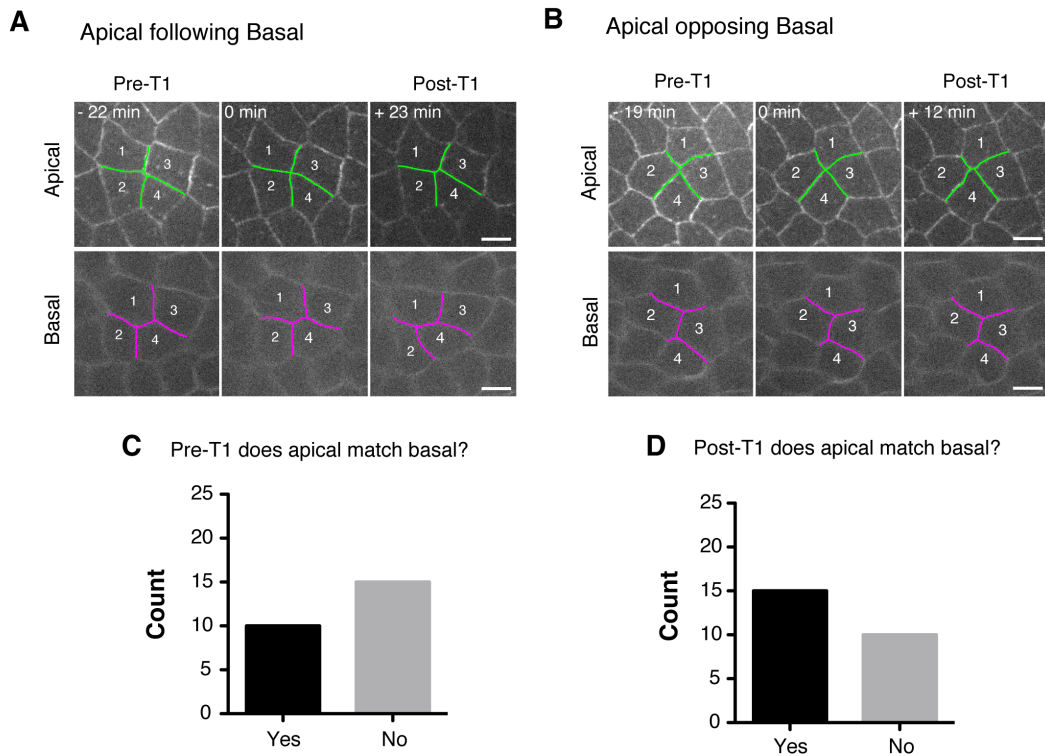 A Apical following Basal
Pre-T1 Post-T1
Apical
- 22 min 0 min + 23 min
1 3 2 4
1 3 2 4
1 3 2 4
Basal
1 3 2 4
1 3 2 4
1 3 2 4
B Apical opposing Basal
Pre-T1 Post-T1
Apical
- 19 min 0 min + 12 min
1 2 3 4
1 2 3 4
1 2 3 4
Basal
1 2 3 4
1 2 3 4
1 2 3 4
C Pre-T1 does apical match basal?
Count
25
20
15
10
5
0
Yes No
D Post-T1 does apical match basal?
Count
25
20
15
10
5
0
Yes No